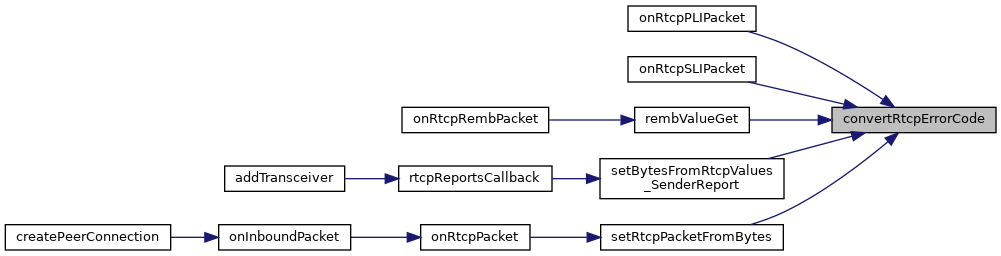 onRtcpPLIPacket
onRtcpSLIPacket
convertRtcpErrorCode
onRtcpRembPacket
rembValueGet
addTransceiver
rtcpReportsCallback
setBytesFromRtcpValues
_SenderReport
createPeerConnection
onInboundPacket
onRtcpPacket
setRtcpPacketFromBytes